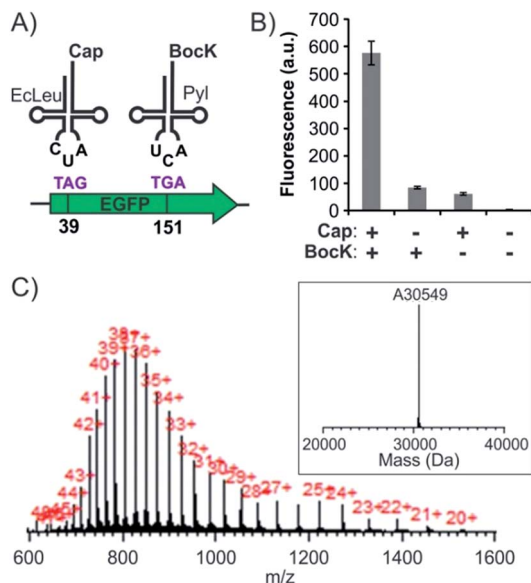 A)
Cap
BocK
EcLeu
Pyl
C U A
U C A
TAG
TGA
EGFP
39
151
B)
Fluorescence (a.u.)
700
600
500
400
300
200
100
0
Cap: + - + -
BocK: + + - -
C)
38+
37+
39+
36+
40+
35+
41+
34+
42+
33+
32+
31+
30+
43+
29+
44+
28+
27+
25+
24+
45+
23+
22+
21+
20+
600 800 1000 1200 1400 1600
m/z
A30549
20000 30000 40000
Mass (Da)